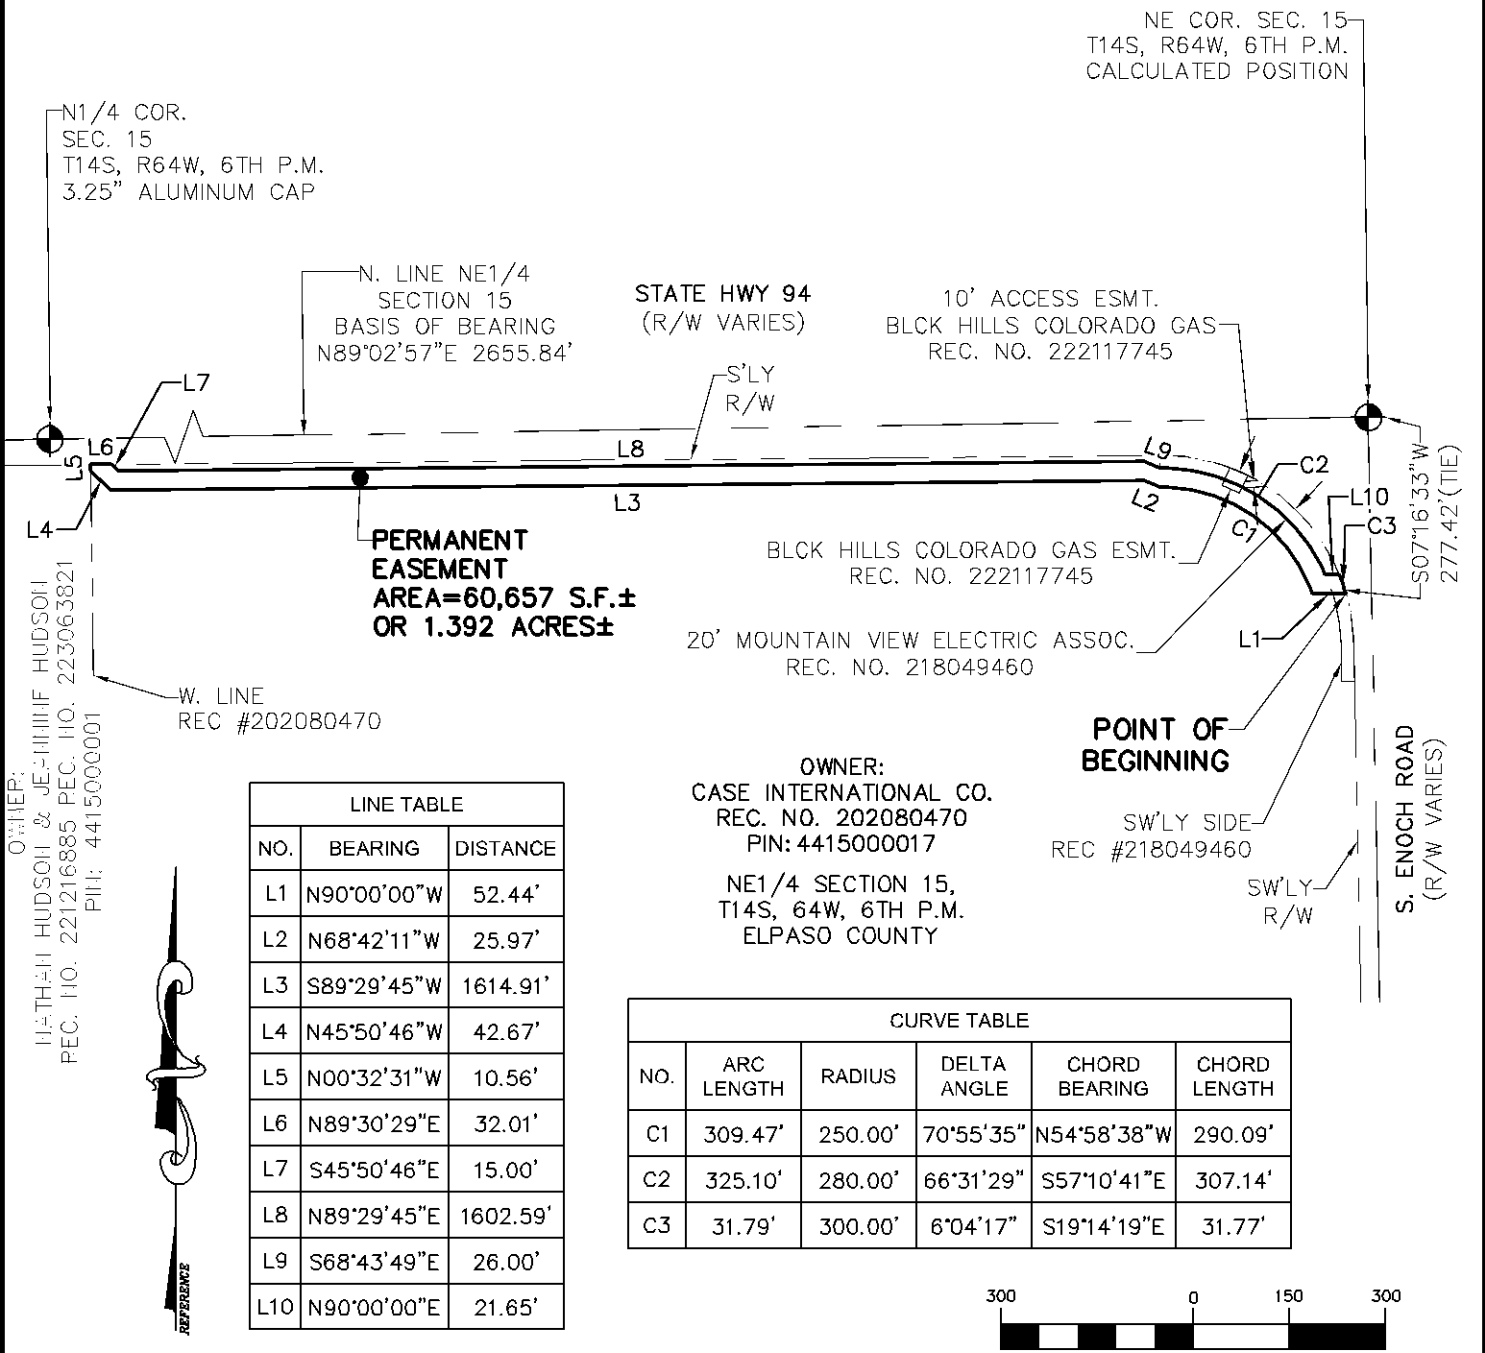 NE COR. SEC. 15
T14S, R64W, 6TH P.M.
CALCULATED POSITION
N1/4 COR.
SEC. 15
T14S, R64W, 6TH P.M.
3.25" ALUMINUM CAP
N. LINE NE1/4
SECTION 15
BASIS OF BEARING
N89°02'57"E 2655.84'
STATE HWY 94
(R/W VARIES)
10' ACCESS ESMT.
BLCK HILLS COLORADO GAS
REC. NO. 222117745
S'LY
R/W
L7
L6
L5
L8
L9
C2
L10
C3
S07°16'33"W
277.42'(TIE)
L4
L3
L2
C1
L1
PERMANENT
EASEMENT
AREA=60,657 S.F.±
OR 1.392 ACRES±
BLCK HILLS COLORADO GAS ESMT.
REC. NO. 222117745
20' MOUNTAIN VIEW ELECTRIC ASSOC.
REC. NO. 218049460
W. LINE
REC #202080470
POINT OF
BEGINNING
OWNER:
NATHAN HUDSON & JEANNINE HUDSON
REC. NO. 221216885 REC. NO. 223063821
PIN: 4415000001
OWNER:
CASE INTERNATIONAL CO.
REC. NO. 202080470
PIN: 4415000017
NE1/4 SECTION 15,
T14S, 64W, 6TH P.M.
ELPASO COUNTY
SW'LY SIDE
REC #218049460
SW'LY
R/W
S. ENOCH ROAD
(R/W VARIES)
LINE TABLE
NO. BEARING DISTANCE
L1 N90°00'00"W 52.44'
L2 N68°42'11"W 25.97'
L3 S89°29'45"W 1614.91'
L4 N45°50'46"W 42.67'
L5 N00°32'31"W 10.56'
L6 N89°30'29"E 32.01'
L7 S45°50'46"E 15.00'
L8 N89°29'45"E 1602.59'
L9 S68°43'49"E 26.00'
L10 N90°00'00"E 21.65'
CURVE TABLE
NO. ARC LENGTH RADIUS DELTA ANGLE CHORD BEARING CHORD LENGTH
C1 309.47' 250.00' 70°55'35" N54°58'38"W 290.09'
C2 325.10' 280.00' 66°31'29" S57°10'41"E 307.14'
C3 31.79' 300.00' 6°04'17" S19°14'19"E 31.77'
REFERENCE
300 0 150 300